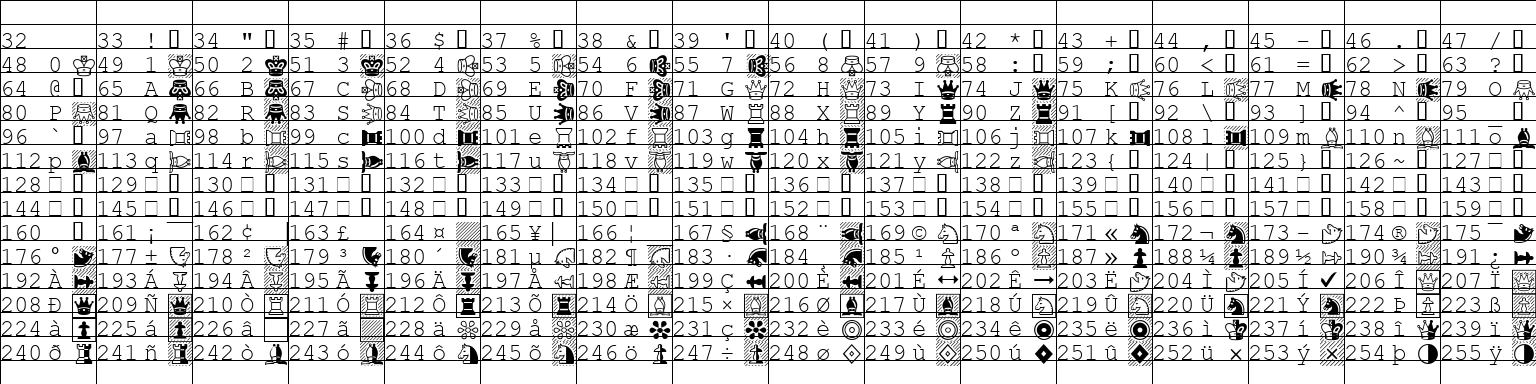 32 33 ! 34 " 35 # 36 $ 37 % 38 & 39 ' 40 ( 41 ) 42 * 43 + 44 , 45 - 46 . 47 /
48 0 49 1 50 2 51 3 52 4 53 5 54 6 55 7 56 8 57 9 58 : 59 ; 60 < 61 = 62 > 63 ?
64 @ 65 A 66 B 67 C 68 D 69 E 70 F 71 G 72 H 73 I 74 J 75 K 76 L 77 M 78 N 79 O
80 P 81 Q 82 R 83 S 84 T 85 U 86 V 87 W 88 X 89 Y 90 Z 91 [ 92 \ 93 ] 94 ^ 95 _
96 ` 97 a 98 b 99 c 100 d 101 e 102 f 103 g 104 h 105 i 106 j 107 k 108 l 109 m 110 n 111 o
112 p 113 q 114 r 115 s 116 t 117 u 118 v 119 w 120 x 121 y 122 z 123 { 124 | 125 } 126 ~ 127
128 129 130 131 132 133 134 135 136 137 138 139 140 141 142 143
144 145 146 147 148 149 150 151 152 153 154 155 156 157 158 159
160 161 ¡ 162 ¢ 163 £ 164 ¤ 165 ¥ 166 ¦ 167 § 168 ¨ 169 © 170 ª 171 « 172 ¬ 173 - 174 ® 175 ¯
176 ° 177 ± 178 ² 179 ³ 180 ´ 181 µ 182 ¶ 183 · 184 ¸ 185 ¹ 186 º 187 » 188 ¼ 189 ½ 190 ¾ 191 ¿
192 À 193 Á 194 Â 195 Ã 196 Ä 197 Å 198 Æ 199 Ç 200 È 201 É 202 Ê 203 Ë 204 Ì 205 Í 206 Î 207 Ï
208 Ð 209 Ñ 210 Ò 211 Ó 212 Ô 213 Õ 214 Ö 215 × 216 Ø 217 Ù 218 Ú 219 Û 220 Ü 221 Ý 222 Þ 223 ß
224 à 225 á 226 â 227 ã 228 ä 229 å 230 æ 231 ç 232 è 233 é 234 ê 235 ë 236 ì 237 í 238 î 239 ï
240 ð 241 ñ 242 ò 243 ó 244 ô 245 õ 246 ö 247 ÷ 248 ø 249 ù 250 ú 251 û 252 ü 253 ý 254 þ 255 ÿ